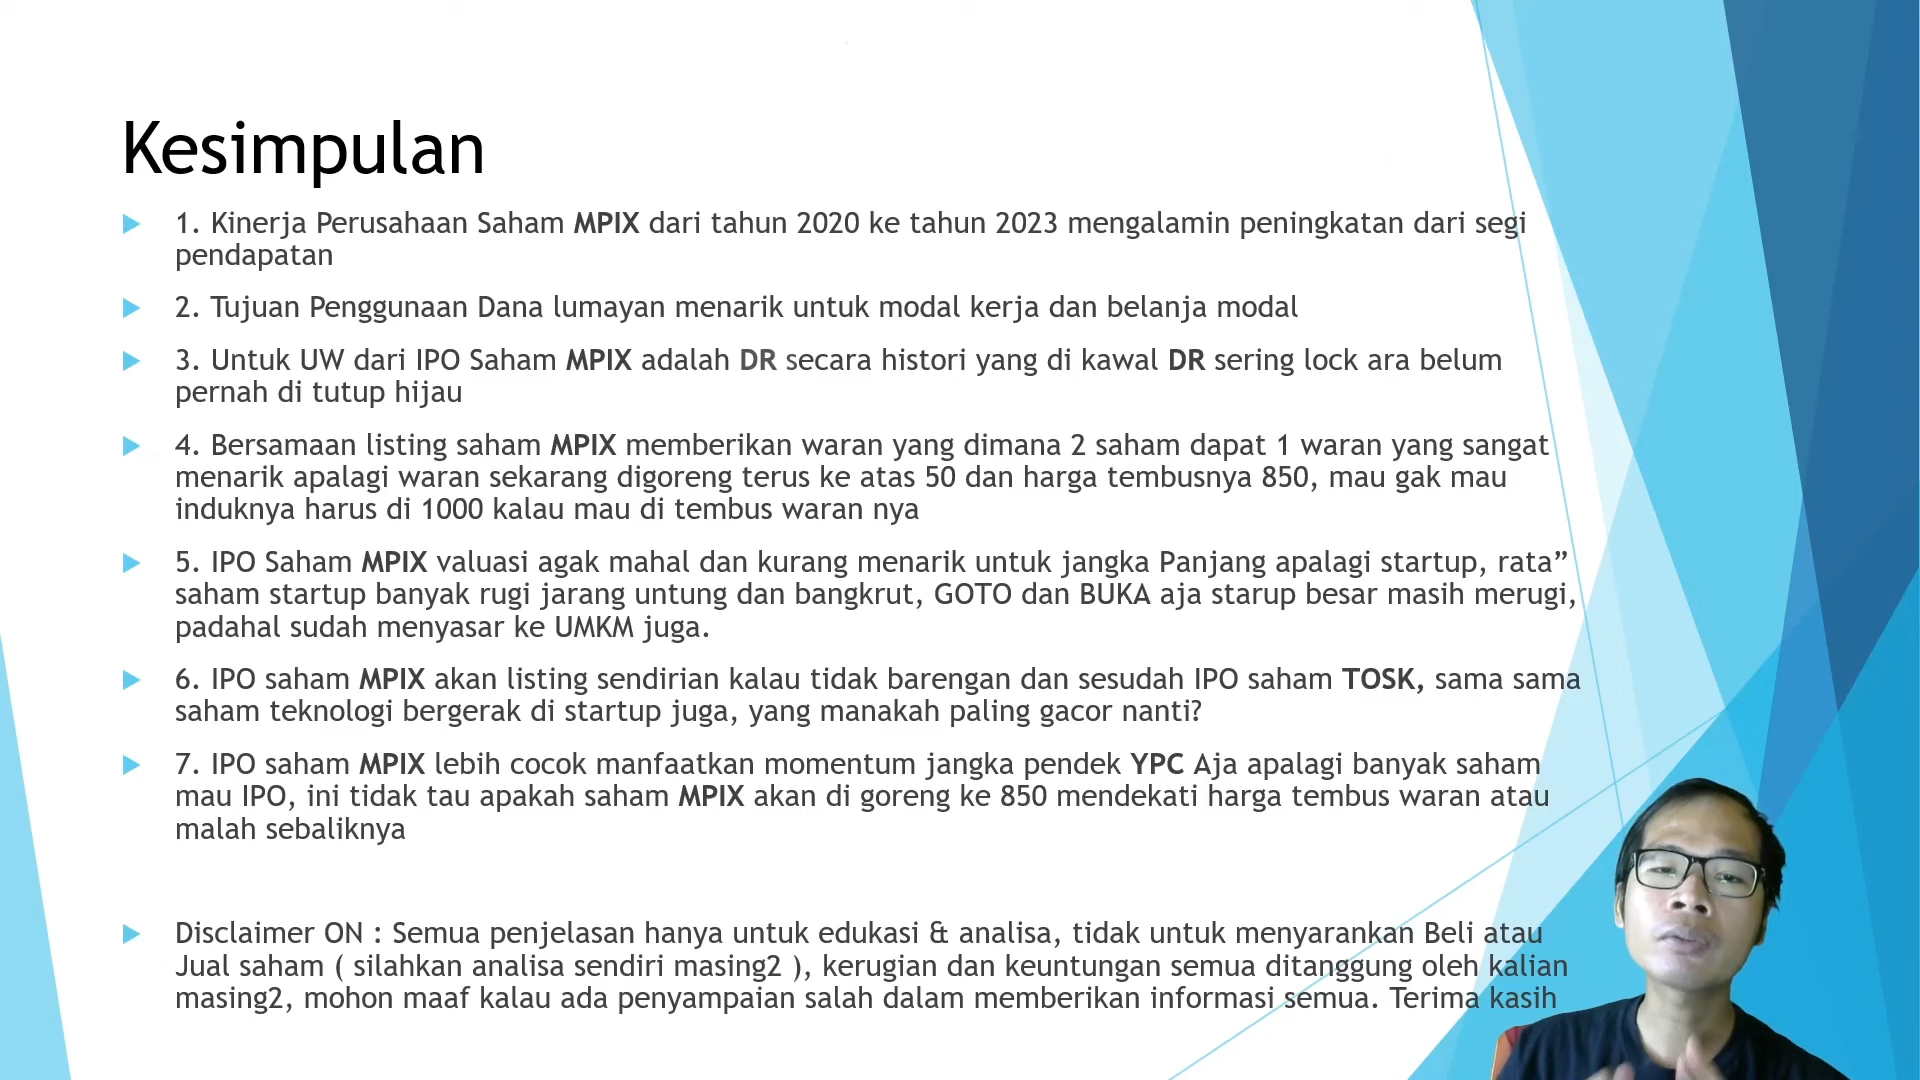 Kesimpulan
1. Kinerja Perusahaan Saham MPIX dari tahun 2020 ke tahun 2023 mengalamin peningkatan dari segi
pendapatan
2. Tujuan Penggunaan Dana lumayan menarik untuk modal kerja dan belanja modal
3. Untuk UW dari IPO Saham MPIX adalah DR secara histori yang di kawal DR sering lock ara belum
pernah di tutup hijau
4. Bersamaan listing saham MPIX memberikan waran yang dimana 2 saham dapat 1 waran yang sangat
menarik apalagi waran sekarang digoreng terus ke atas 50 dan harga tembusnya 850, mau gak mau
induknya harus di 1000 kalau mau di tembus waran nya
5. IPO Saham MPIX valuasi agak mahal dan kurang menarik untuk jangka Panjang apalagi startup, rata”
saham startup banyak rugi jarang untung dan bangkrut, GOTO dan BUKA aja starup besar masih merugi,
padahal sudah menyasar ke UMKM juga.
6. IPO saham MPIX akan listing sendirian kalau tidak barengan dan sesudah IPO saham TOSK, sama sama
saham teknologi bergerak di startup juga, yang manakah paling gacor nanti?
7. IPO saham MPIX lebih cocok manfaatkan momentum jangka pendek YPC Aja apalagi banyak saham
mau IPO, ini tidak tau apakah saham MPIX akan di goreng ke 850 mendekati harga tembus waran atau
malah sebaliknya
Disclaimer ON : Semua penjelasan hanya untuk edukasi & analisa, tidak untuk menyarankan Beli atau
Jual saham ( silahkan analisa sendiri masing2 ), kerugian dan keuntungan semua ditanggung oleh kalian
masing2, mohon maaf kalau ada penyampaian salah dalam memberikan informasi semua. Terima kasih